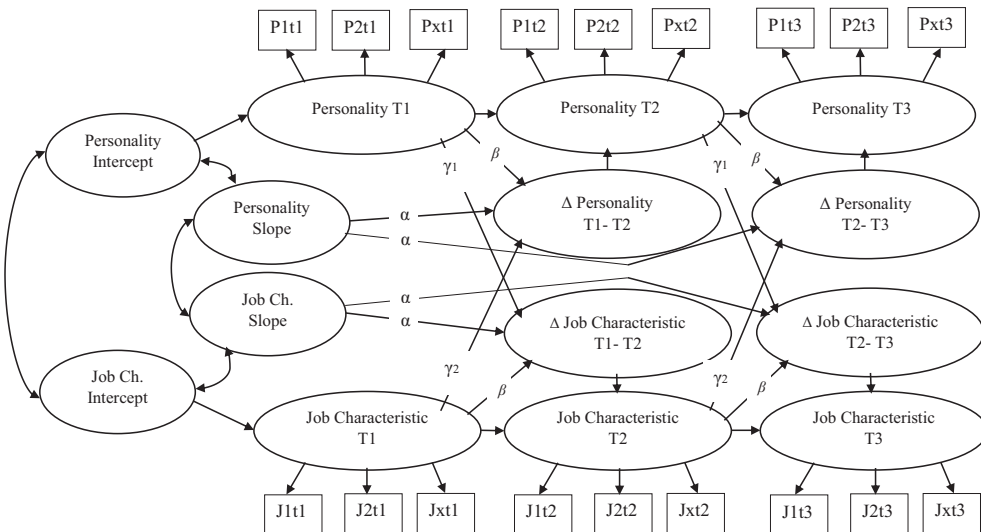 P1t1 P2t1 Pxt1 P1t2 P2t2 Pxt2 P1t3 P2t3 Pxt3
Personality T1 Personality T2 Personality T3
Personality
Intercept
γ1 β γ1 β
Personality
Slope
α
α
Δ Personality
T1- T2
Δ Personality
T2- T3
Job Ch.
Slope
α
α
Δ Job Characteristic
T1- T2
Δ Job Characteristic
T2- T3
Job Ch.
Intercept
γ2 β γ2 β
Job Characteristic
T1
Job Characteristic
T2
Job Characteristic
T3
J1t1 J2t1 Jxt1 J1t2 J2t2 Jxt2 J1t3 J2t3 Jxt3